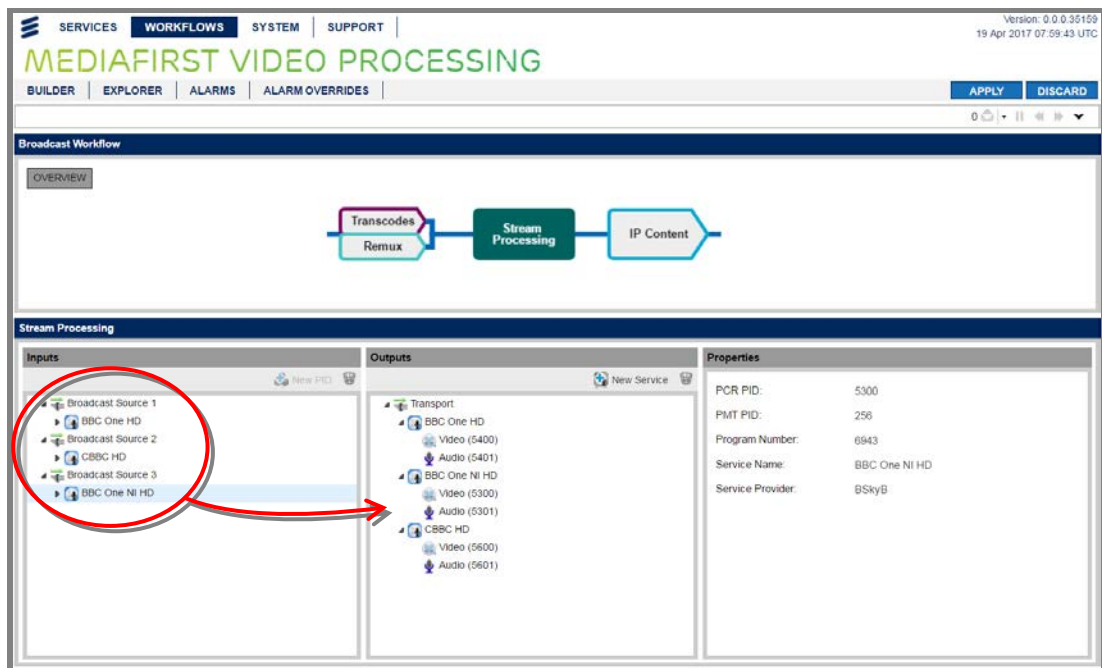 SERVICES WORKFLOWS SYSTEM SUPPORT
Version: 0.0.0.35159
19 Apr 2017 07:59:43 UTC
MEDIAFIRST VIDEO PROCESSING
BUILDER EXPLORER ALARMS ALARM OVERRIDES APPLY DISCARD
0
Broadcast Workflow
OVERVIEW
Transcodes
Remux
Stream
Processing
IP Content
Stream Processing
Inputs
New PID
Broadcast Source 1
BBC One HD
Broadcast Source 2
CBBC HD
Broadcast Source 3
BBC One NI HD
Outputs
New Service
Transport
BBC One HD
Video (5400)
Audio (5401)
BBC One NI HD
Video (5300)
Audio (5301)
CBBC HD
Video (5600)
Audio (5601)
Properties
PCR PID: 5300
PMT PID: 256
Program Number: 6943
Service Name: BBC One NI HD
Service Provider: BSkyB